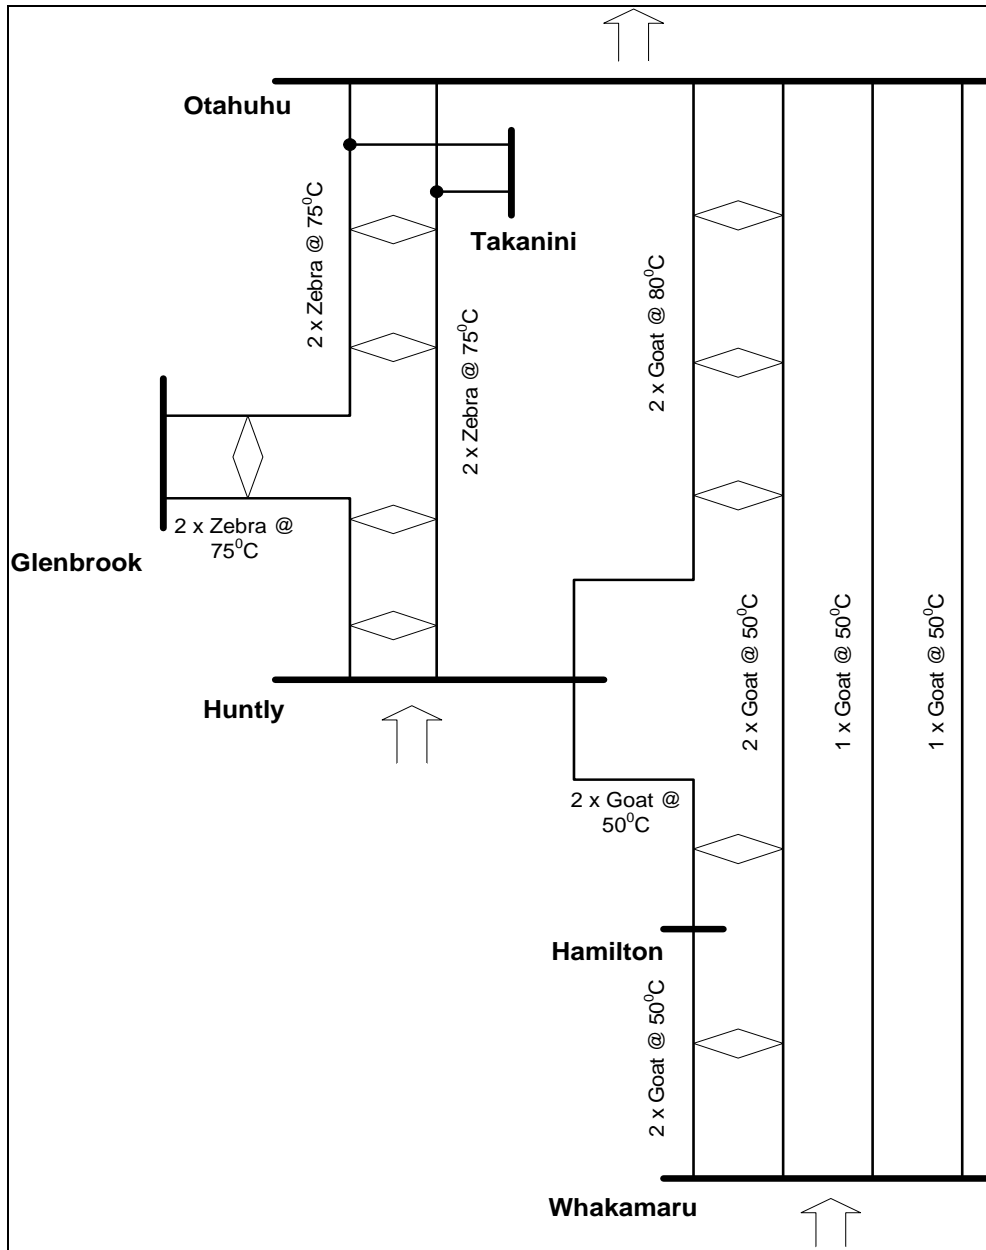 Otahuhu
2 x Zebra @ 75⁰C
Takanini
2 x Zebra @ 75⁰C
2 x Goat @ 80⁰C
2 x Zebra @
75⁰C
Glenbrook
2 x Goat @ 50⁰C
1 x Goat @ 50⁰C
1 x Goat @ 50⁰C
Huntly
2 x Goat @
50⁰C
Hamilton
2 x Goat @ 50⁰C
Whakamaru